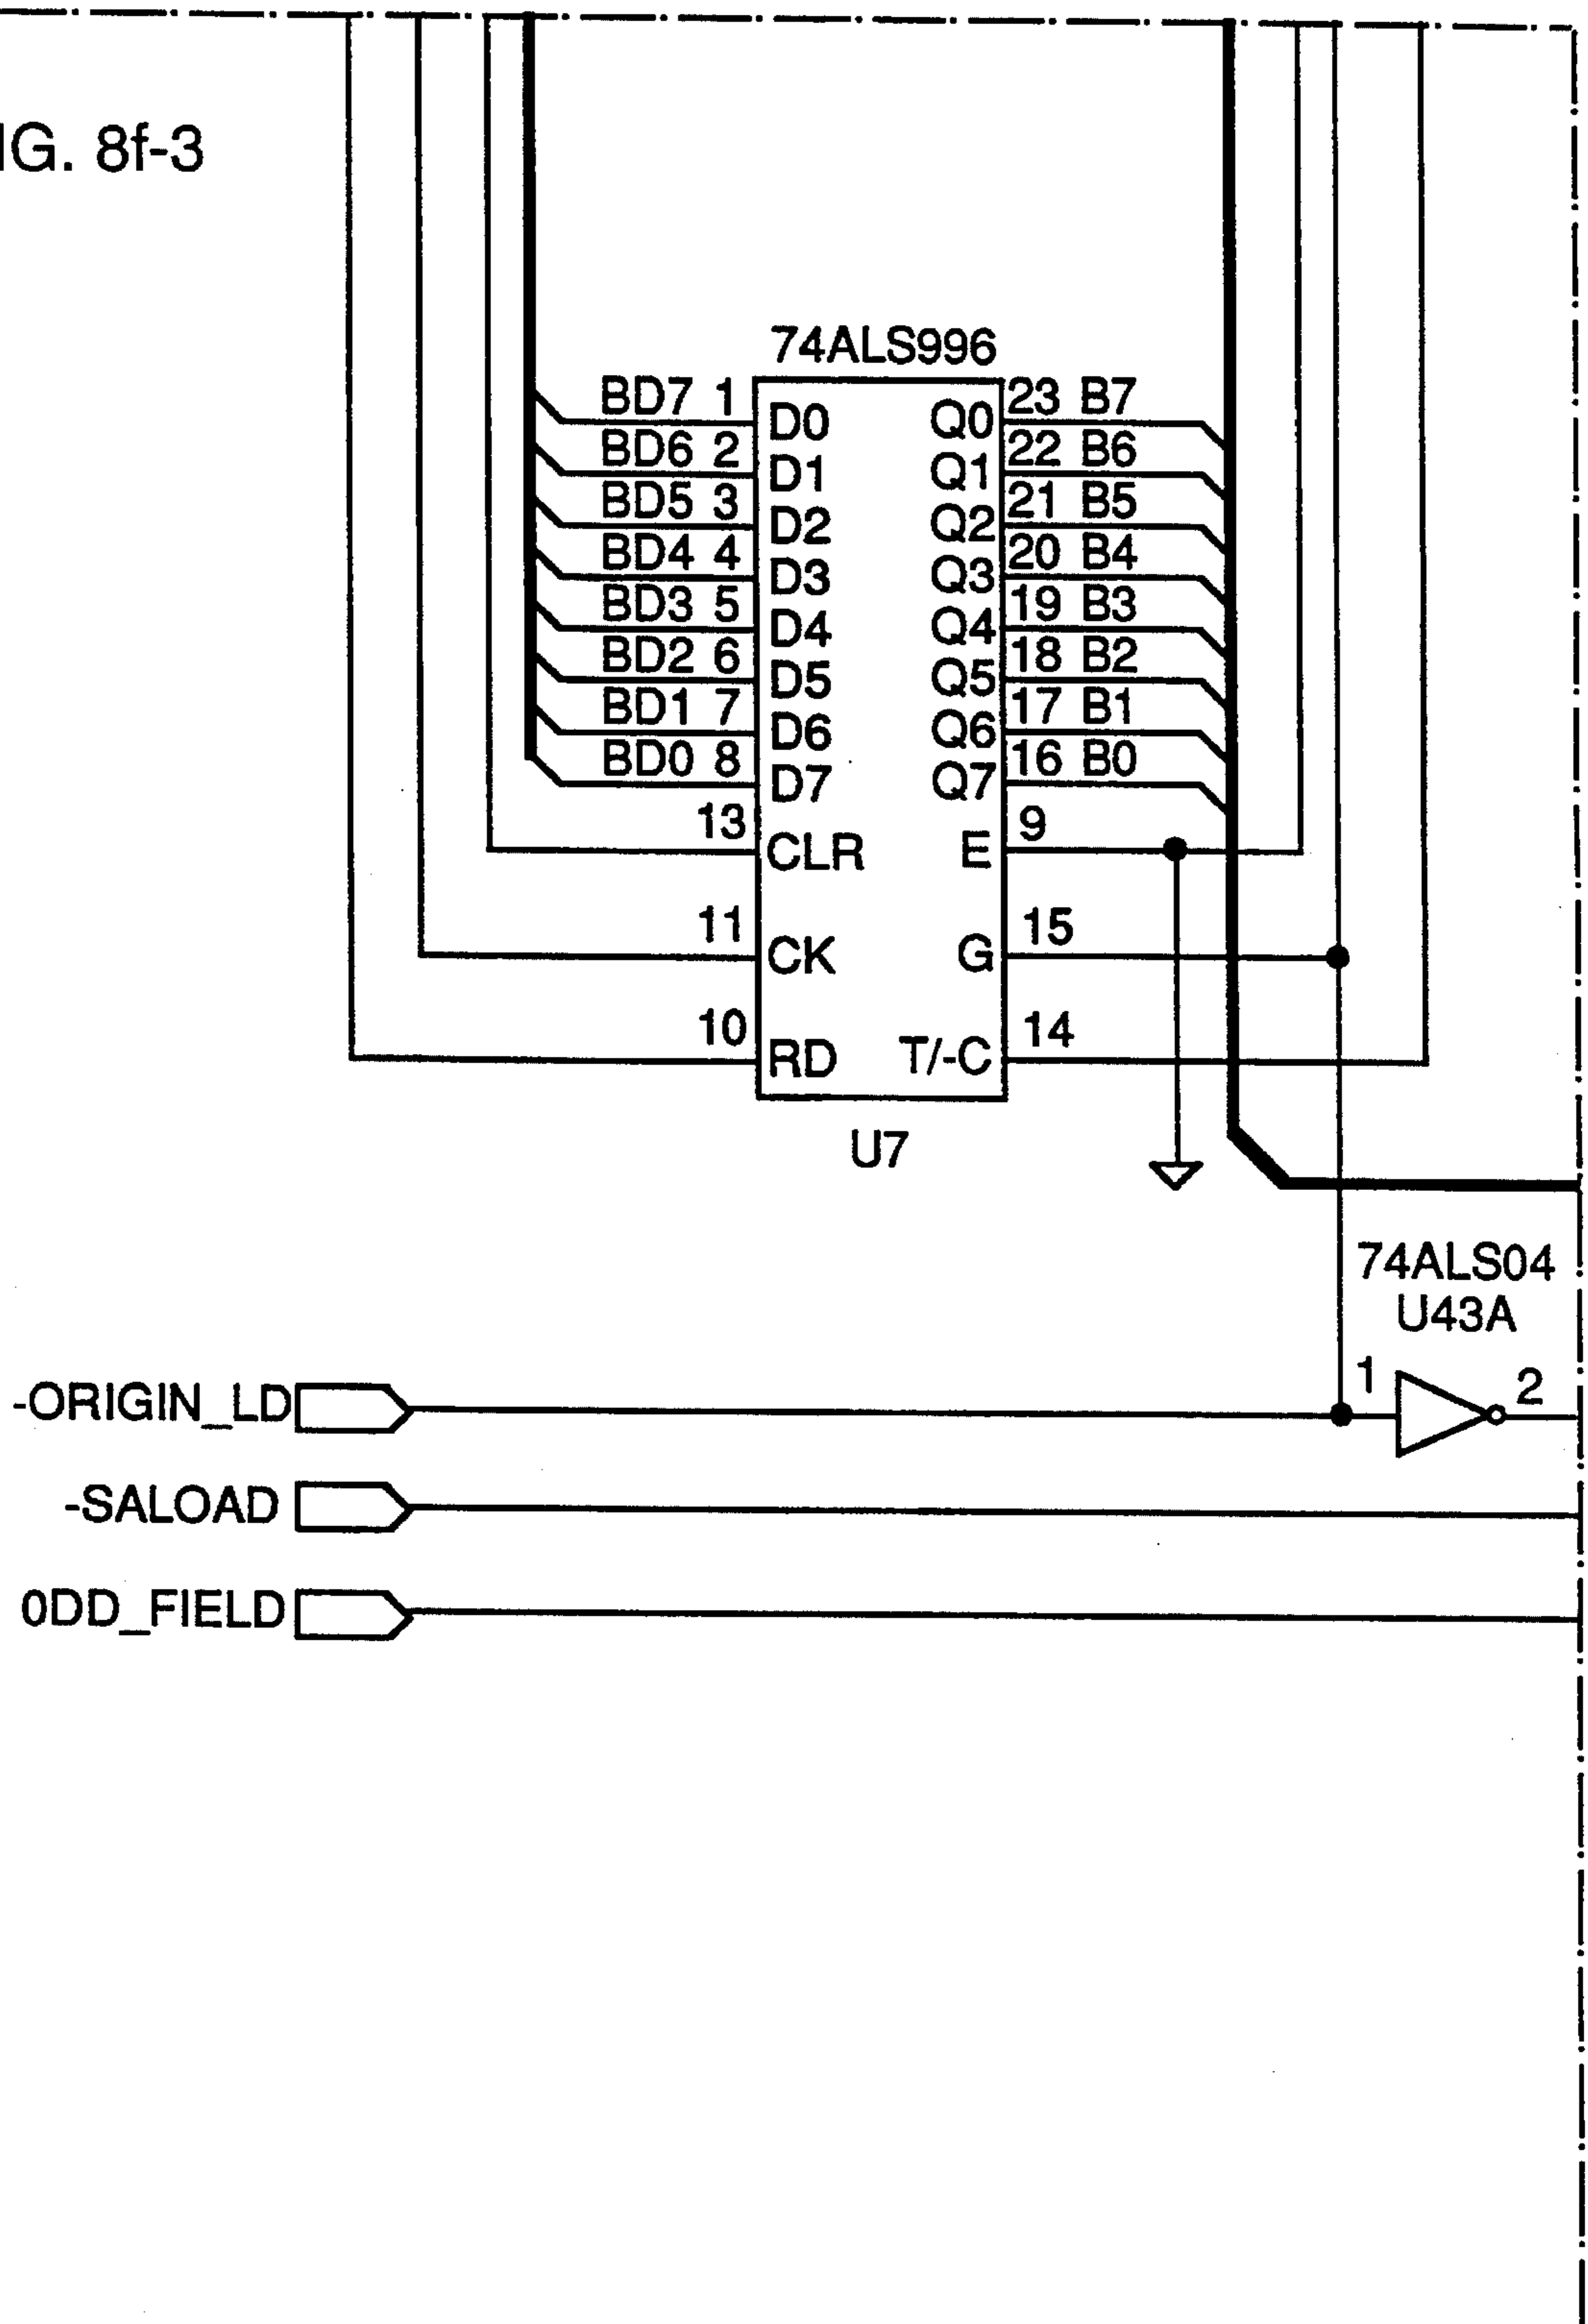 IG. 8f-3
74ALS996
BD7 1 D0 Q0 23 B7
BD6 2 D1 Q1 22 B6
BD5 3 D2 Q2 21 B5
BD4 4 D3 Q3 20 B4
BD3 5 D4 Q4 19 B3
BD2 6 D5 Q5 18 B2
BD1 7 D6 Q6 17 B1
BD0 8 D7 Q7 16 B0
13 CLR E 9
11 CK G 15
10 RD T/-C 14
U7
74ALS04
U43A
-ORIGIN_LD 1 2
-SALOAD
0DD_FIELD